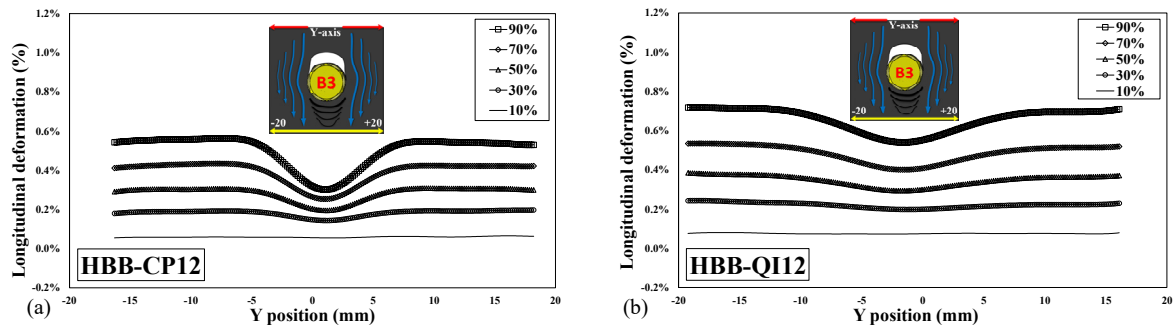 1.2%
1.0%
0.8%
0.6%
0.4%
0.2%
0.0%
Longitudinal deformation (%)
Y-axis
B3
-20 +20
90%
70%
50%
30%
10%
HBB-CP12
-20 -15 -10 -5 0 5 10 15 20
(a) Y position (mm)
1.2%
1.0%
0.8%
0.6%
0.4%
0.2%
0.0%
Longitudinal deformation (%)
Y-axis
B3
-20 +20
90%
70%
50%
30%
10%
HBB-QI12
-20 -15 -10 -5 0 5 10 15 20
(b) Y position (mm)